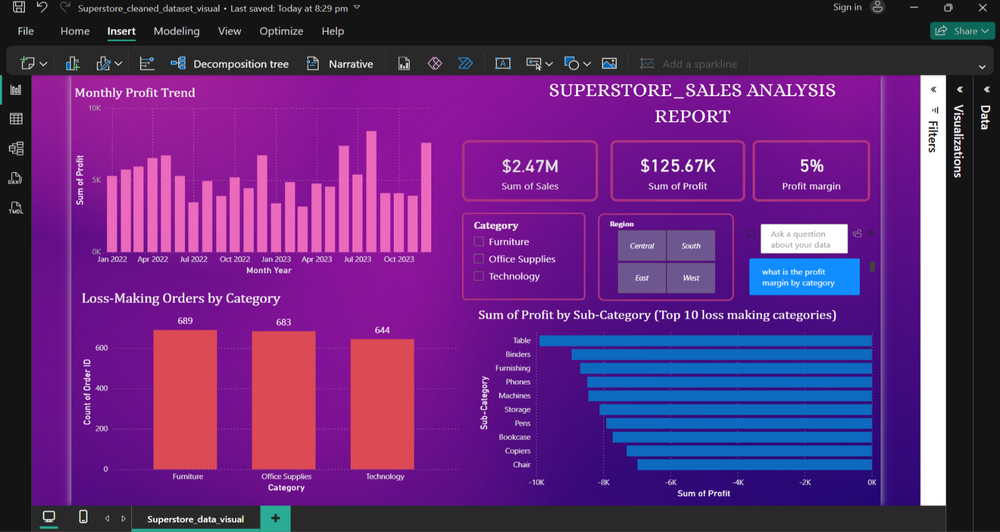 Superstore_cleaned_dataset_visual • Last saved: Today at 8:29 pm
Sign in
File Home Insert Modeling View Optimize Help
Share
Decomposition tree
Narrative
Add a sparkline
DAX
TMDL
Monthly Profit Trend
10K
5K
0K
Sum of Profit
Jan 2022 Apr 2022 Jul 2022 Oct 2022 Jan 2023 Apr 2023 Jul 2023 Oct 2023
Month Year
SUPERSTORE_SALES ANALYSIS
REPORT
$2.47M
Sum of Sales
$125.67K
Sum of Profit
5%
Profit margin
Category
Furniture
Office Supplies
Technology
Region
Central South
East West
Ask a question
about your data
what is the profit
margin by category
Loss-Making Orders by Category
689
683
644
600
400
200
0
Count of Order ID
Furniture Office Supplies Technology
Category
Sum of Profit by Sub-Category (Top 10 loss making categories)
Sub-Category
Table
Binders
Furnishing
Phones
Machines
Storage
Pens
Bookcase
Copiers
Chair
-10K -8K -6K -4K -2K 0K
Sum of Profit
Filters
Visualizations
Data
Superstore_data_visual